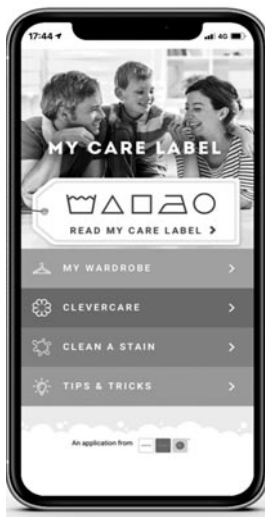 17:44
4G
MY CARE LABEL
READ MY CARE LABEL
MY WARDROBE
CLEVERCARE
CLEAN A STAIN
TIPS & TRICKS
An application from